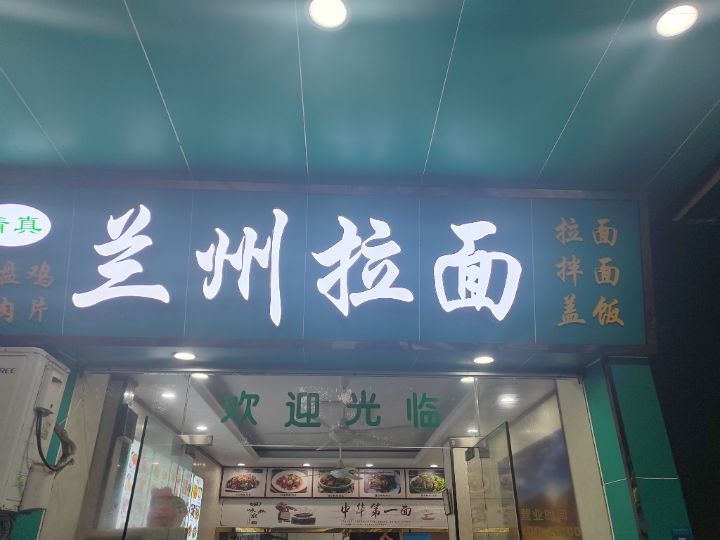 清真
兰州拉面
盘鸡
肉片
拉面
拌面
盖饭
欢迎光临
中华第一面
营业时间